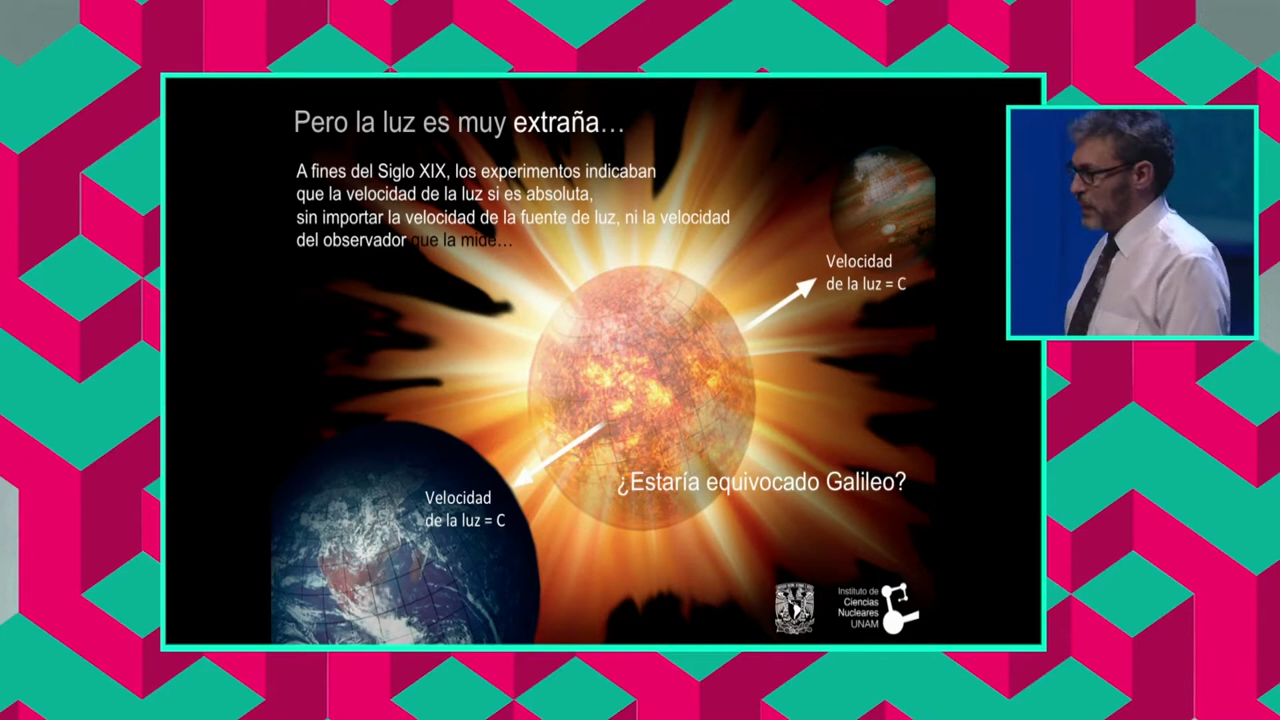 Pero la luz es muy extraña...
A fines del Siglo XIX, los experimentos indicaban
que la velocidad de la luz si es absoluta,
sin importar la velocidad de la fuente de luz, ni la velocidad
del observador que la mide...
Velocidad
de la luz = C
¿Estaría equivocado Galileo?
Velocidad
de la luz = C
Instituto de
Ciencias
Nucleares
UNAM